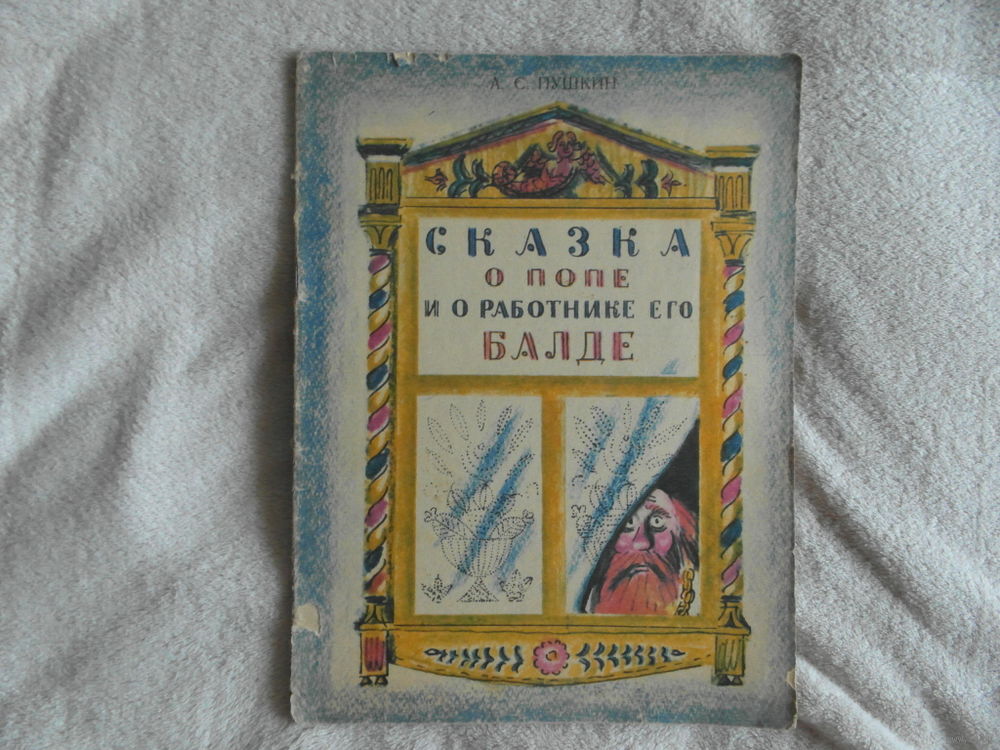 А. С. ПУШКИН
СКАЗКА
О ПОПЕ
И О РАБОТНИКЕ ЕГО
БАЛДЕ